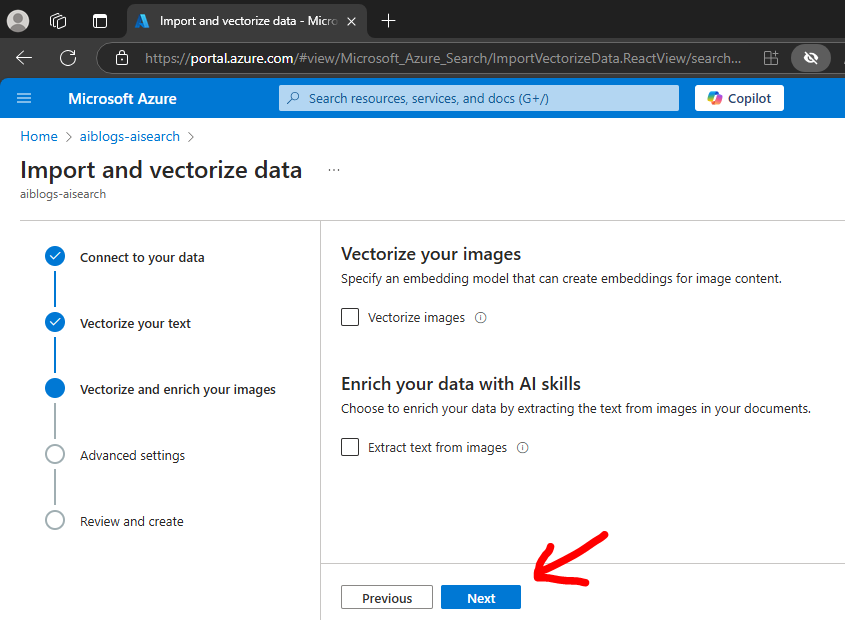 Import and vectorize data - Micro
https://portal.azure.com/#view/Microsoft_Azure_Search/ImportVectorizeData.ReactView/search...
Microsoft Azure
Search resources, services, and docs (G+/)
Copilot
Home > aiblogs-aisearch >
Import and vectorize data ...
aiblogs-aisearch
Connect to your data
Vectorize your text
Vectorize and enrich your images
Advanced settings
Review and create
Vectorize your images
Specify an embedding model that can create embeddings for image content.
Vectorize images
Enrich your data with AI skills
Choose to enrich your data by extracting the text from images in your documents.
Extract text from images
Previous
Next